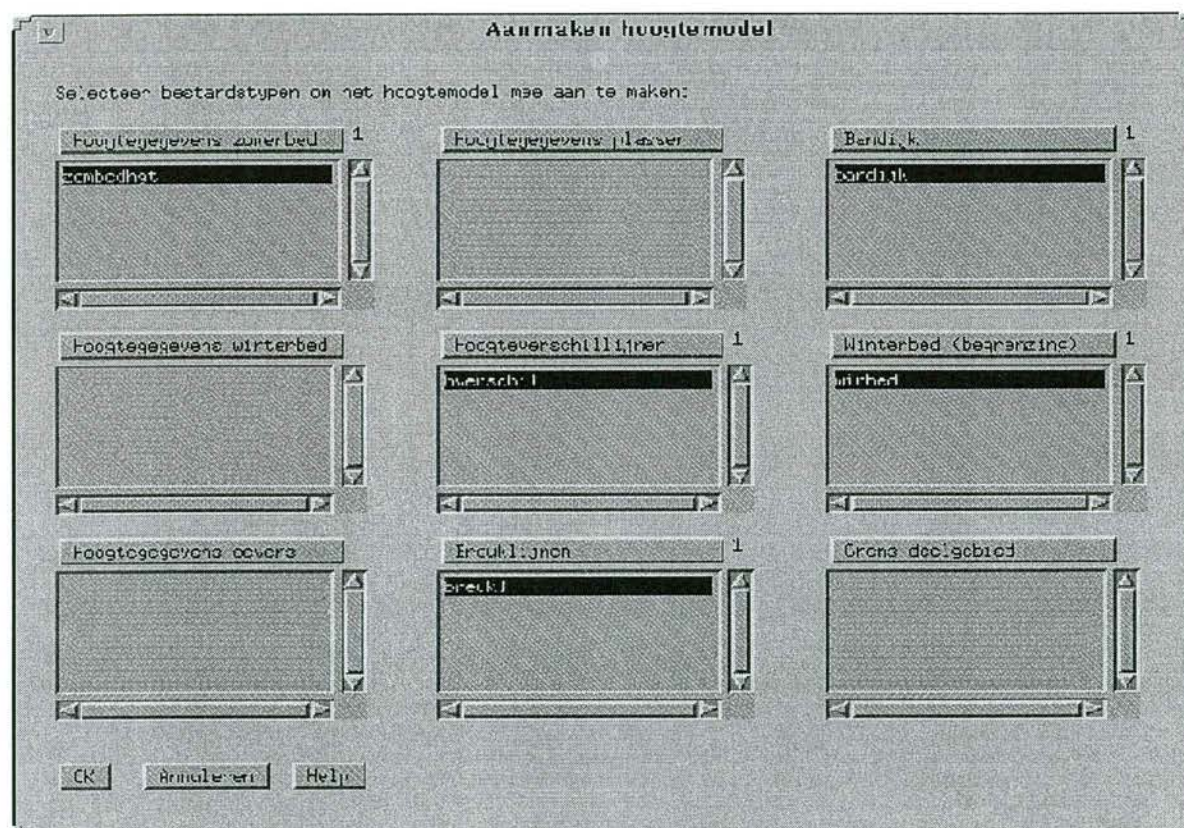 Aanmaken hoogtemodel
Selecteer bestandstypen om het hoogtemodel mee aan te maken:
Hoogtegegevens zomerbed 1
Hoogtegegevens plassen
Bandijk 1
zombedhgt
bandijk
Hoogtegegevens winterbed
Hoogteverschillijnen 1
Winterbed (begrenzing) 1
hverschil
winbed
Hoogtegegevens oevers
Breuklijnen 1
Grens deelgebied
breukl
OK
Annuleren
Help